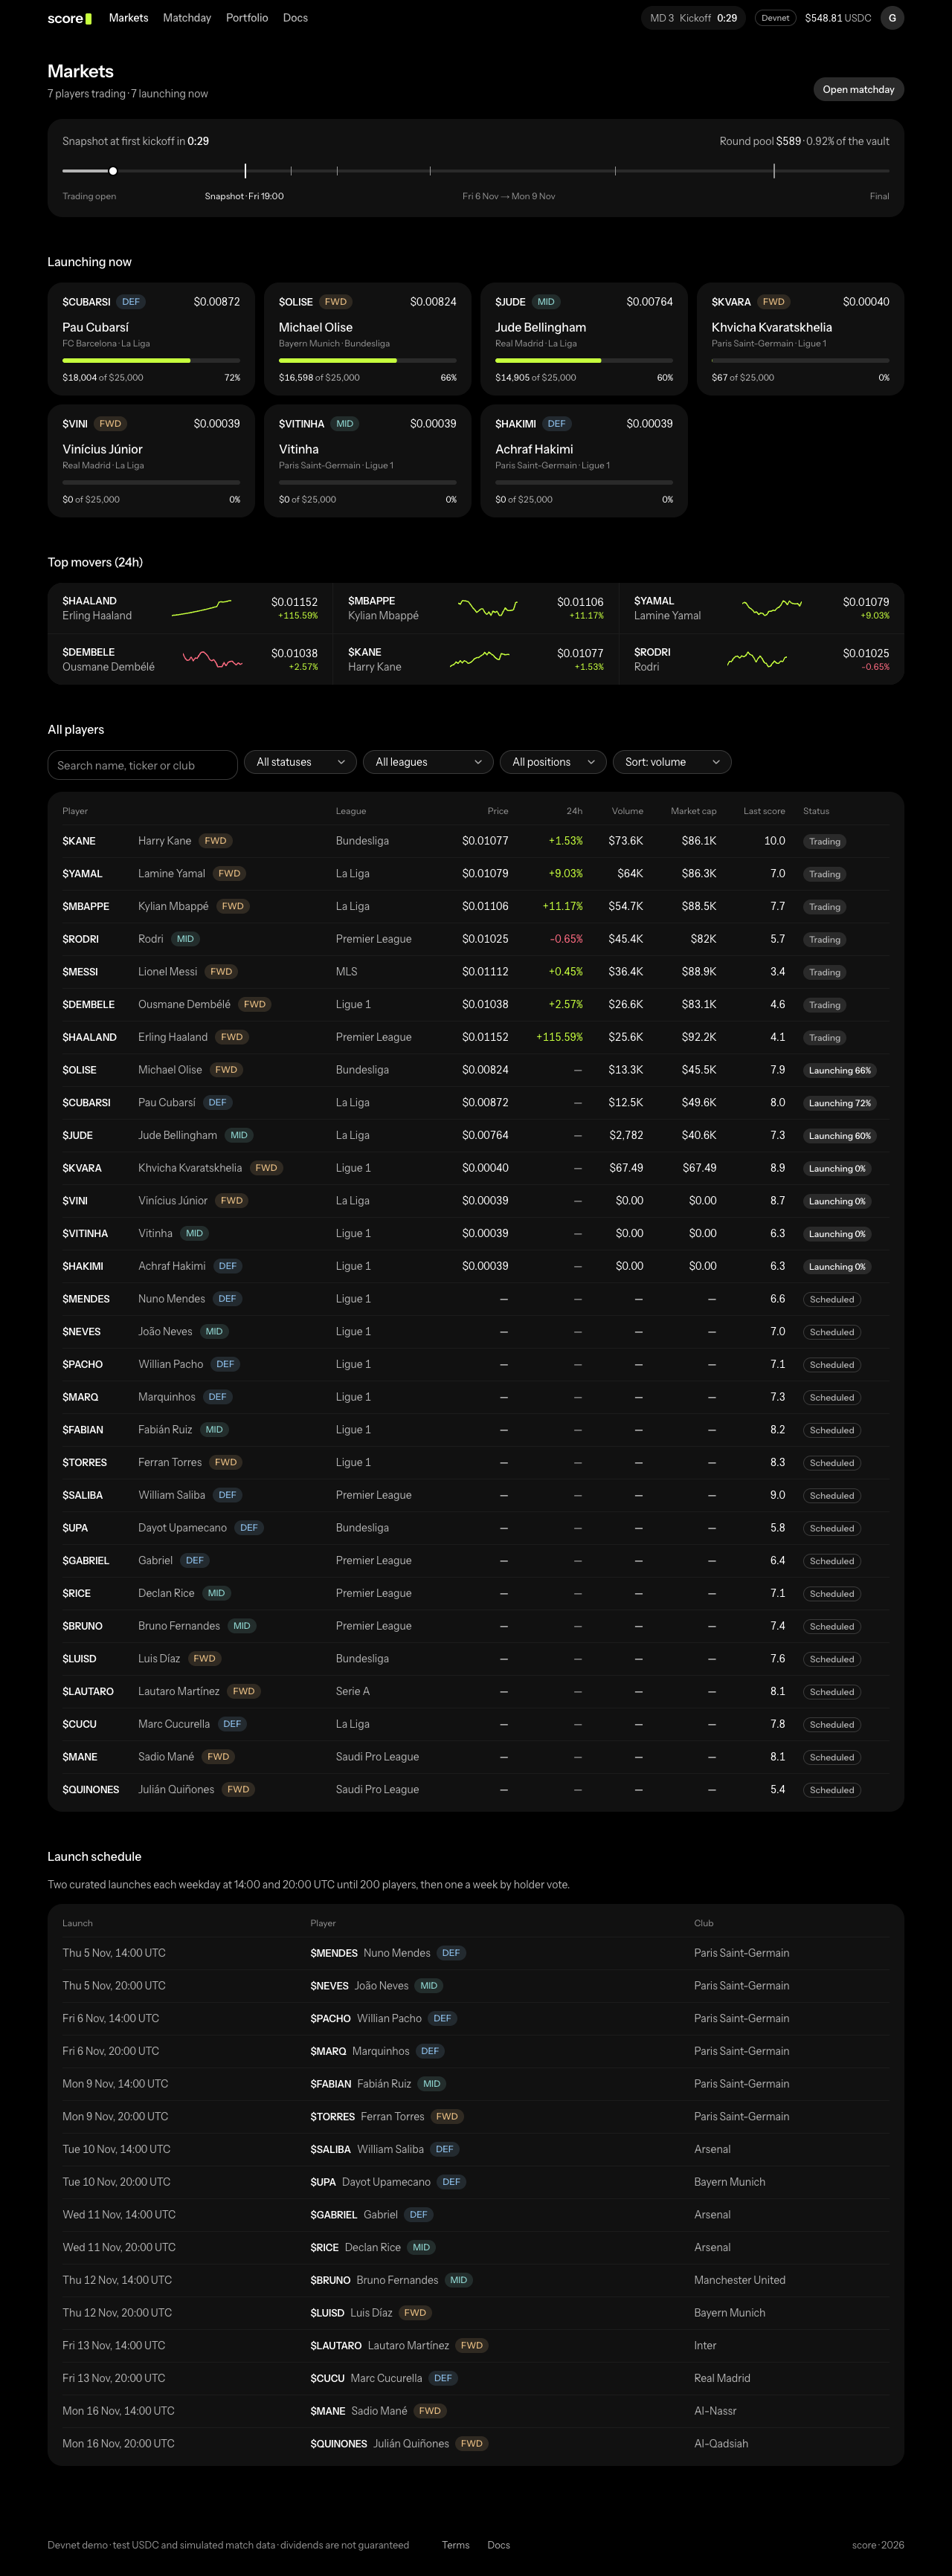 score Markets Matchday Portfolio Docs MD 3 Kickoff 0:29 Devnet $548.81 USDC G
Markets
7 players trading · 7 launching now
Open matchday
Snapshot at first kickoff in 0:29 Round pool $589 · 0.92% of the vault
Trading open Snapshot · Fri 19:00 Fri 6 Nov → Mon 9 Nov Final
Launching now
$CUBARSI DEF $0.00872
Pau Cubarsí
FC Barcelona · La Liga
$18,004 of $25,000 72%
$OLISE FWD $0.00824
Michael Olise
Bayern Munich · Bundesliga
$16,598 of $25,000 66%
$JUDE MID $0.00764
Jude Bellingham
Real Madrid · La Liga
$14,905 of $25,000 60%
$KVARA FWD $0.00040
Khvicha Kvaratskhelia
Paris Saint-Germain · Ligue 1
$67 of $25,000 0%
$VINI FWD $0.00039
Vinícius Júnior
Real Madrid · La Liga
$0 of $25,000 0%
$VITINHA MID $0.00039
Vitinha
Paris Saint-Germain · Ligue 1
$0 of $25,000 0%
$HAKIMI DEF $0.00039
Achraf Hakimi
Paris Saint-Germain · Ligue 1
$0 of $25,000 0%
Top movers (24h)
$HAALAND $0.01152
Erling Haaland +115.59%
$MBAPPE $0.01106
Kylian Mbappé +11.17%
$YAMAL $0.01079
Lamine Yamal +9.03%
$DEMBELE $0.01038
Ousmane Dembélé +2.57%
$KANE $0.01077
Harry Kane +1.53%
$RODRI $0.01025
Rodri -0.65%
All players
Search name, ticker or club All statuses All leagues All positions Sort: volume
Player League Price 24h Volume Market cap Last score Status
$KANE Harry Kane FWD Bundesliga $0.01077 +1.53% $73.6K $86.1K 10.0 Trading
$YAMAL Lamine Yamal FWD La Liga $0.01079 +9.03% $64K $86.3K 7.0 Trading
$MBAPPE Kylian Mbappé FWD La Liga $0.01106 +11.17% $54.7K $88.5K 7.7 Trading
$RODRI Rodri MID Premier League $0.01025 -0.65% $45.4K $82K 5.7 Trading
$MESSI Lionel Messi FWD MLS $0.01112 +0.45% $36.4K $88.9K 3.4 Trading
$DEMBELE Ousmane Dembélé FWD Ligue 1 $0.01038 +2.57% $26.6K $83.1K 4.6 Trading
$HAALAND Erling Haaland FWD Premier League $0.01152 +115.59% $25.6K $92.2K 4.1 Trading
$OLISE Michael Olise FWD Bundesliga $0.00824 — $13.3K $45.5K 7.9 Launching 66%
$CUBARSI Pau Cubarsí DEF La Liga $0.00872 — $12.5K $49.6K 8.0 Launching 72%
$JUDE Jude Bellingham MID La Liga $0.00764 — $2,782 $40.6K 7.3 Launching 60%
$KVARA Khvicha Kvaratskhelia FWD Ligue 1 $0.00040 — $67.49 $67.49 8.9 Launching 0%
$VINI Vinícius Júnior FWD La Liga $0.00039 — $0.00 $0.00 8.7 Launching 0%
$VITINHA Vitinha MID Ligue 1 $0.00039 — $0.00 $0.00 6.3 Launching 0%
$HAKIMI Achraf Hakimi DEF Ligue 1 $0.00039 — $0.00 $0.00 6.3 Launching 0%
$MENDES Nuno Mendes DEF Ligue 1 — — — — 6.6 Scheduled
$NEVES João Neves MID Ligue 1 — — — — 7.0 Scheduled
$PACHO Willian Pacho DEF Ligue 1 — — — — 7.1 Scheduled
$MARQ Marquinhos DEF Ligue 1 — — — — 7.3 Scheduled
$FABIAN Fabián Ruiz MID Ligue 1 — — — — 8.2 Scheduled
$TORRES Ferran Torres FWD Ligue 1 — — — — 8.3 Scheduled
$SALIBA William Saliba DEF Premier League — — — — 9.0 Scheduled
$UPA Dayot Upamecano DEF Bundesliga — — — — 5.8 Scheduled
$GABRIEL Gabriel DEF Premier League — — — — 6.4 Scheduled
$RICE Declan Rice MID Premier League — — — — 7.1 Scheduled
$BRUNO Bruno Fernandes MID Premier League — — — — 7.4 Scheduled
$LUISD Luis Díaz FWD Bundesliga — — — — 7.6 Scheduled
$LAUTARO Lautaro Martínez FWD Serie A — — — — 8.1 Scheduled
$CUCU Marc Cucurella DEF La Liga — — — — 7.8 Scheduled
$MANE Sadio Mané FWD Saudi Pro League — — — — 8.1 Scheduled
$QUINONES Julián Quiñones FWD Saudi Pro League — — — — 5.4 Scheduled
Launch schedule
Two curated launches each weekday at 14:00 and 20:00 UTC until 200 players, then one a week by holder vote.
Launch Player Club
Thu 5 Nov, 14:00 UTC $MENDES Nuno Mendes DEF Paris Saint-Germain
Thu 5 Nov, 20:00 UTC $NEVES João Neves MID Paris Saint-Germain
Fri 6 Nov, 14:00 UTC $PACHO Willian Pacho DEF Paris Saint-Germain
Fri 6 Nov, 20:00 UTC $MARQ Marquinhos DEF Paris Saint-Germain
Mon 9 Nov, 14:00 UTC $FABIAN Fabián Ruiz MID Paris Saint-Germain
Mon 9 Nov, 20:00 UTC $TORRES Ferran Torres FWD Paris Saint-Germain
Tue 10 Nov, 14:00 UTC $SALIBA William Saliba DEF Arsenal
Tue 10 Nov, 20:00 UTC $UPA Dayot Upamecano DEF Bayern Munich
Wed 11 Nov, 14:00 UTC $GABRIEL Gabriel DEF Arsenal
Wed 11 Nov, 20:00 UTC $RICE Declan Rice MID Arsenal
Thu 12 Nov, 14:00 UTC $BRUNO Bruno Fernandes MID Manchester United
Thu 12 Nov, 20:00 UTC $LUISD Luis Díaz FWD Bayern Munich
Fri 13 Nov, 14:00 UTC $LAUTARO Lautaro Martínez FWD Inter
Fri 13 Nov, 20:00 UTC $CUCU Marc Cucurella DEF Real Madrid
Mon 16 Nov, 14:00 UTC $MANE Sadio Mané FWD Al-Nassr
Mon 16 Nov, 20:00 UTC $QUINONES Julián Quiñones FWD Al-Qadsiah
Devnet demo · test USDC and simulated match data · dividends are not guaranteed Terms Docs score · 2026